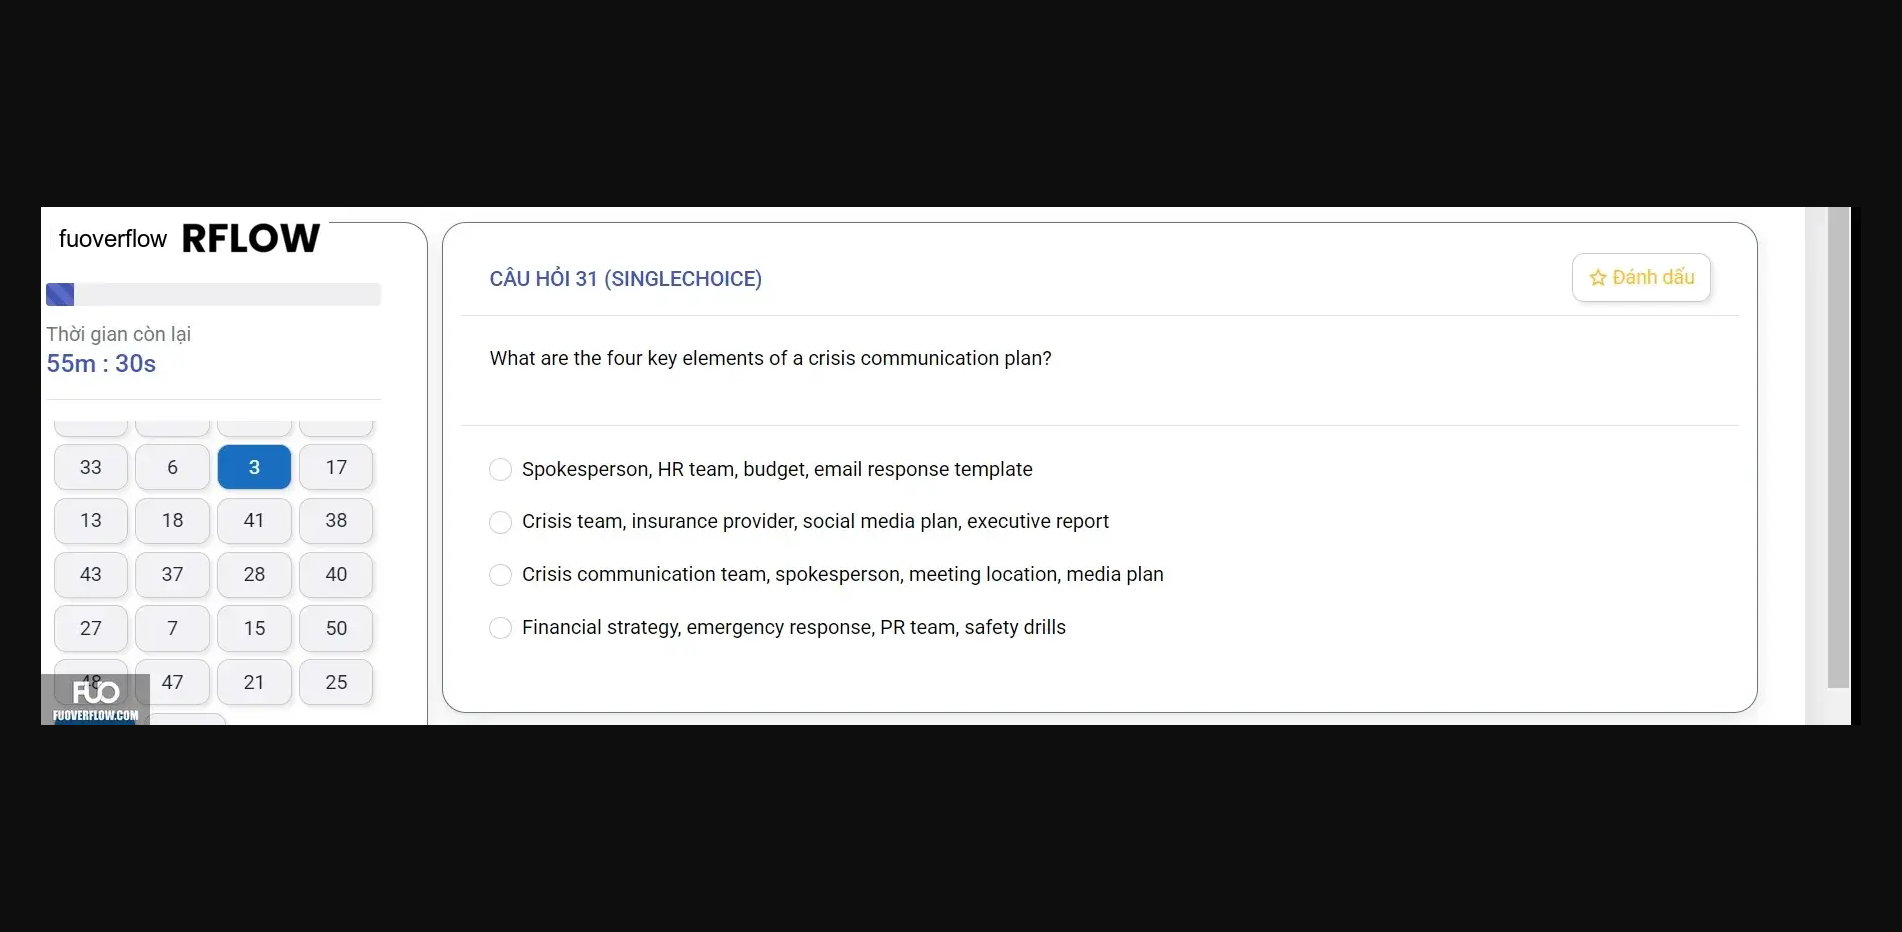 fuoverflow RFLOW
Thời gian còn lại
55m : 30s
33 6 3 17
13 18 41 38
43 37 28 40
27 7 15 50
48 47 21 25
FUO
FUOVERFLOW.COM
CÂU HỎI 31 (SINGLECHOICE)
Đánh dấu
What are the four key elements of a crisis communication plan?
Spokesperson, HR team, budget, email response template
Crisis team, insurance provider, social media plan, executive report
Crisis communication team, spokesperson, meeting location, media plan
Financial strategy, emergency response, PR team, safety drills